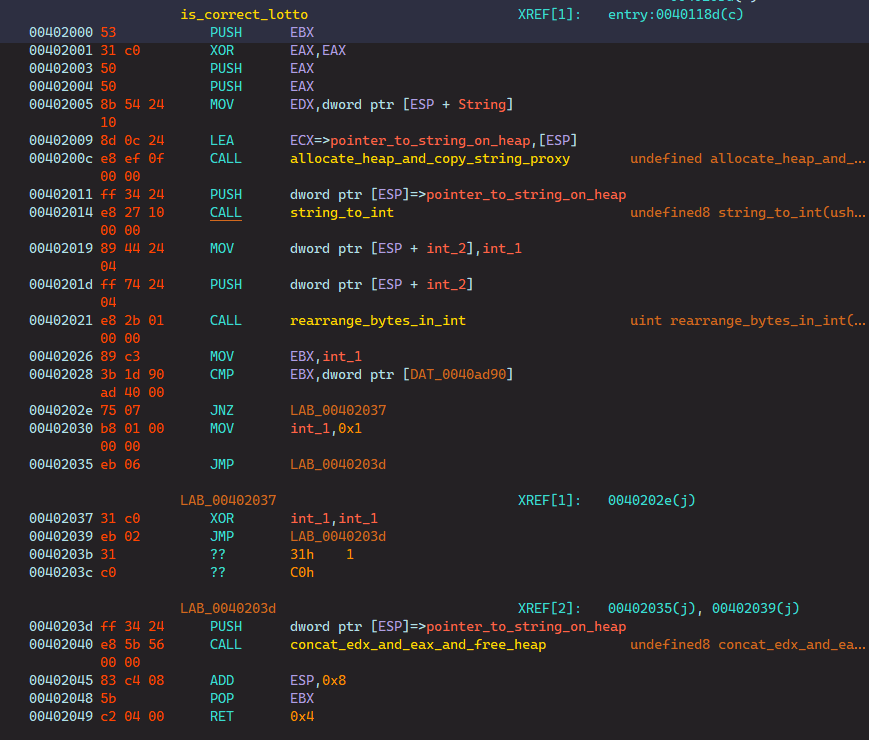 is_correct_lotto XREF[1]: entry:0040118d(c)
00402000 53 PUSH EBX
00402001 31 c0 XOR EAX,EAX
00402003 50 PUSH EAX
00402004 50 PUSH EAX
00402005 8b 54 24 MOV EDX,dword ptr [ESP + String]
10
00402009 8d 0c 24 LEA ECX=>pointer_to_string_on_heap,[ESP]
0040200c e8 ef 0f CALL allocate_heap_and_copy_string_proxy undefined allocate_heap_and_...
00 00
00402011 ff 34 24 PUSH dword ptr [ESP]=>pointer_to_string_on_heap
00402014 e8 27 10 CALL string_to_int undefined8 string_to_int(ush...
00 00
00402019 89 44 24 MOV dword ptr [ESP + int_2],int_1
04
0040201d ff 74 24 PUSH dword ptr [ESP + int_2]
04
00402021 e8 2b 01 CALL rearrange_bytes_in_int uint rearrange_bytes_in_int(...
00 00
00402026 89 c3 MOV EBX,int_1
00402028 3b 1d 90 CMP EBX,dword ptr [DAT_0040ad90]
ad 40 00
0040202e 75 07 JNZ LAB_00402037
00402030 b8 01 00 MOV int_1,0x1
00 00
00402035 eb 06 JMP LAB_0040203d
LAB_00402037 XREF[1]: 0040202e(j)
00402037 31 c0 XOR int_1,int_1
00402039 eb 02 JMP LAB_0040203d
0040203b 31 ?? 31h 1
0040203c c0 ?? C0h
LAB_0040203d XREF[2]: 00402035(j), 00402039(j)
0040203d ff 34 24 PUSH dword ptr [ESP]=>pointer_to_string_on_heap
00402040 e8 5b 56 CALL concat_edx_and_eax_and_free_heap undefined8 concat_edx_and_ea...
00 00
00402045 83 c4 08 ADD ESP,0x8
00402048 5b POP EBX
00402049 c2 04 00 RET 0x4